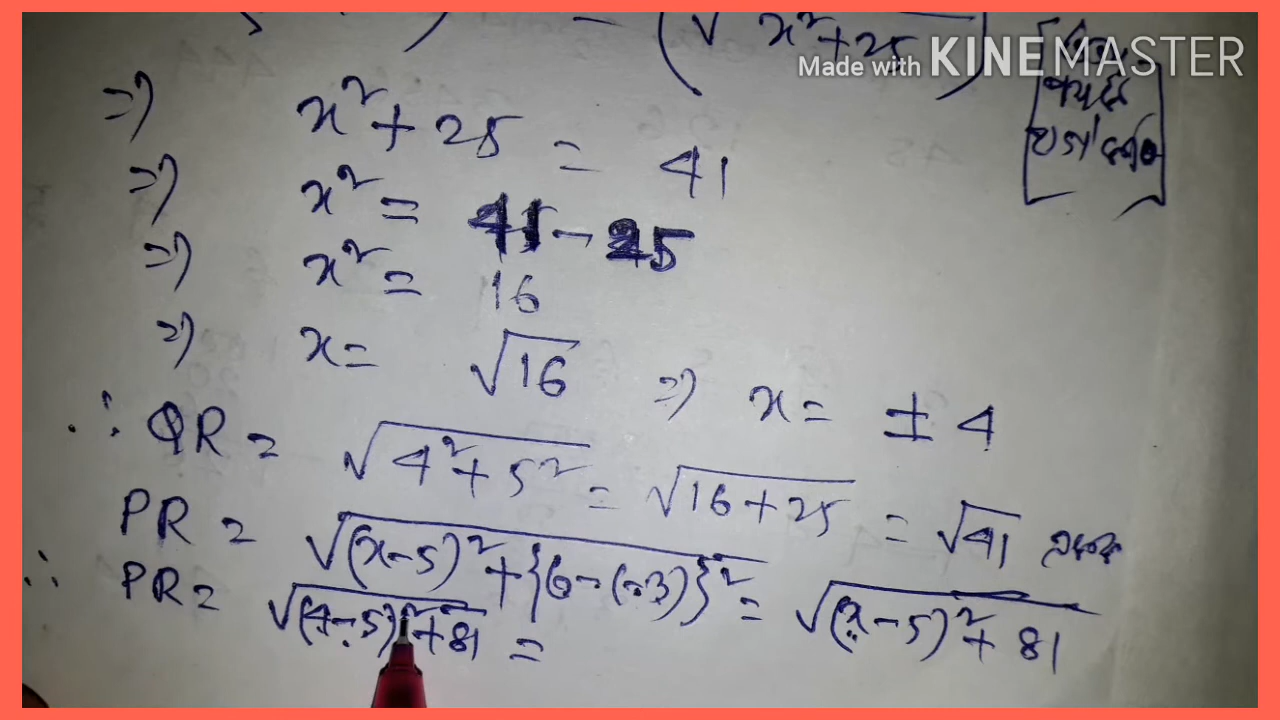 (√x²+25)
Made with KINEMASTER
⇒ x²+25 = 41
⇒ x² = 41-25
⇒ x² = 16
⇒ x = √16 ⇒ x = ±4
∴ QR = √4²+5² = √16+25 = √41 একক
PR = √(x-5)²+{6-(-3)}² = √(x-5)²+81
∴ PR = √(4-5)²+81 =